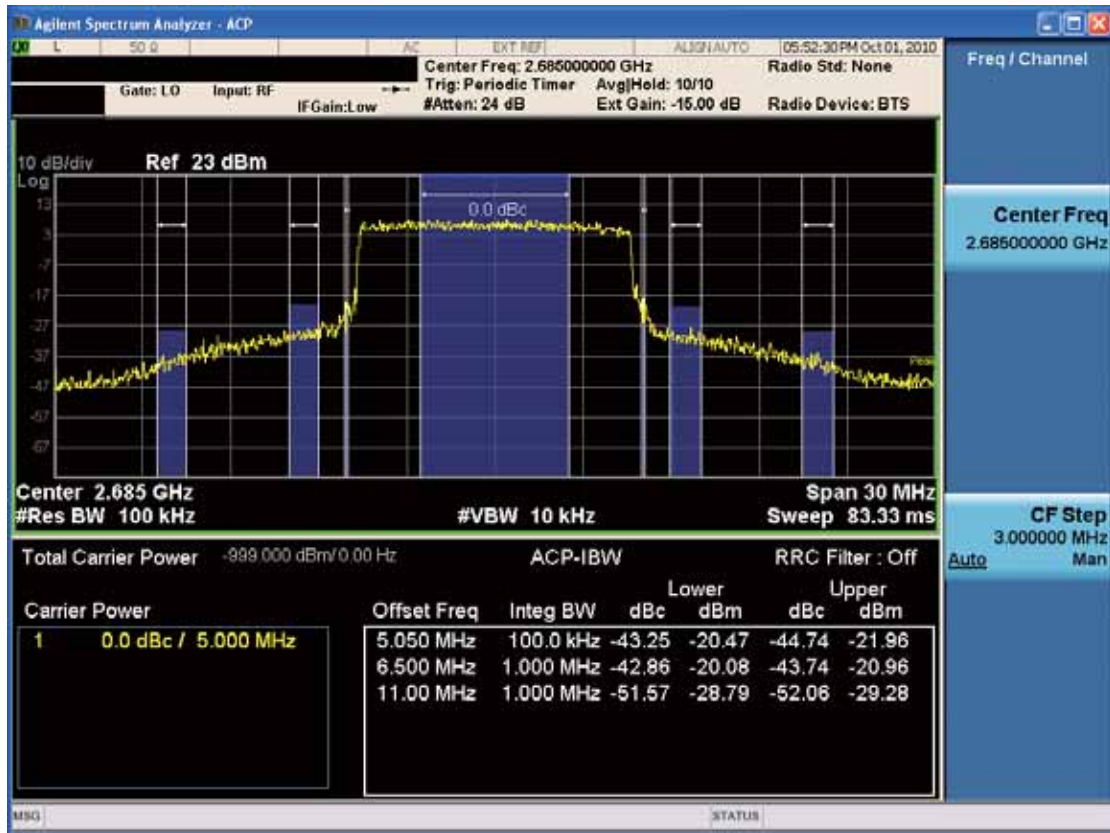 Agilent Spectrum Analyzer - ACP
L 50 Ω AC EXT REF ALIGN AUTO 05:52:30 PM Oct 01, 2010
Center Freq: 2.685000000 GHz Radio Std: None
Gate: LO Input: RF Trig: Periodic Timer Avg|Hold: 10/10
IFGain:Low #Atten: 24 dB Ext Gain: -15.00 dB Radio Device: BTS
10 dB/div Ref 23 dBm
Log
13
3
-7
-17
-27
-37
-47
-57
-67
0.0 dBc
Peak
Center 2.685 GHz Span 30 MHz
#Res BW 100 kHz #VBW 10 kHz Sweep 83.33 ms
Total Carrier Power -999.000 dBm/ 0.00 Hz ACP-IBW RRC Filter : Off
Lower Upper
Carrier Power Offset Freq Integ BW dBc dBm dBc dBm
1 0.0 dBc / 5.000 MHz 5.050 MHz 100.0 kHz -43.25 -20.47 -44.74 -21.96
6.500 MHz 1.000 MHz -42.86 -20.08 -43.74 -20.96
11.00 MHz 1.000 MHz -51.57 -28.79 -52.06 -29.28
MSG STATUS
Freq / Channel
Center Freq
2.685000000 GHz
CF Step
3.000000 MHz
Auto Man